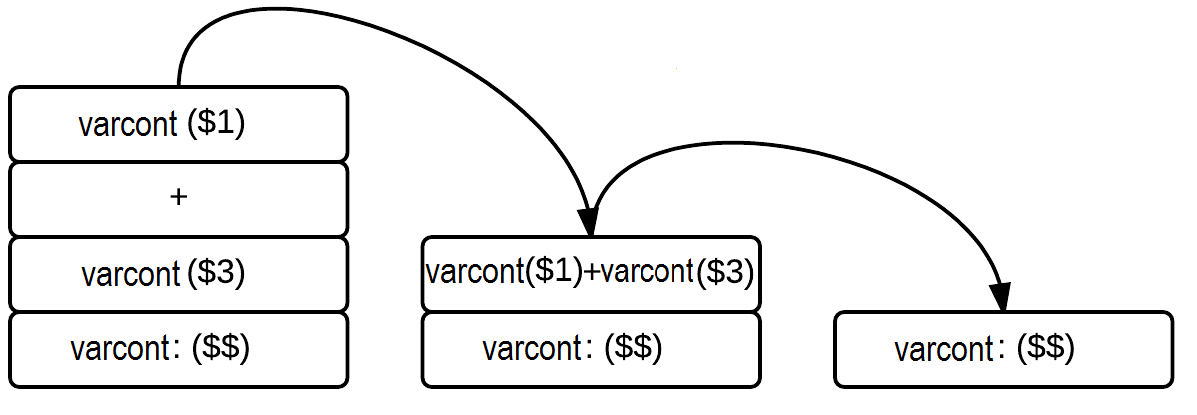 varcont ($1)
+
varcont ($3)
varcont: ($$)
varcont($1)+varcont($3)
varcont: ($$)
varcont: ($$)